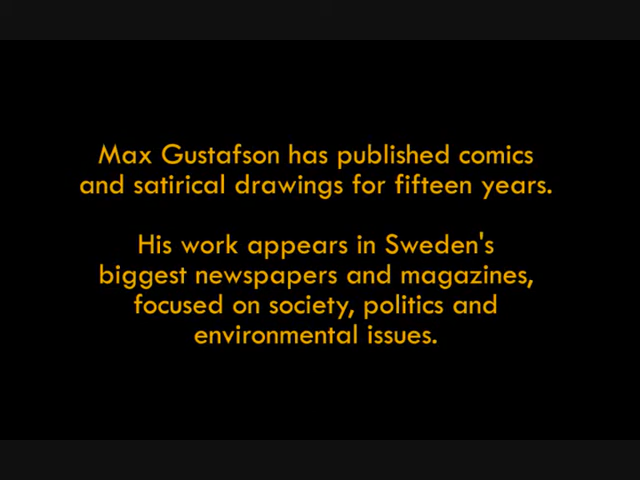 Max Gustafson has published comics
and satirical drawings for fifteen years.
His work appears in Sweden's
biggest newspapers and magazines,
focused on society, politics and
environmental issues.